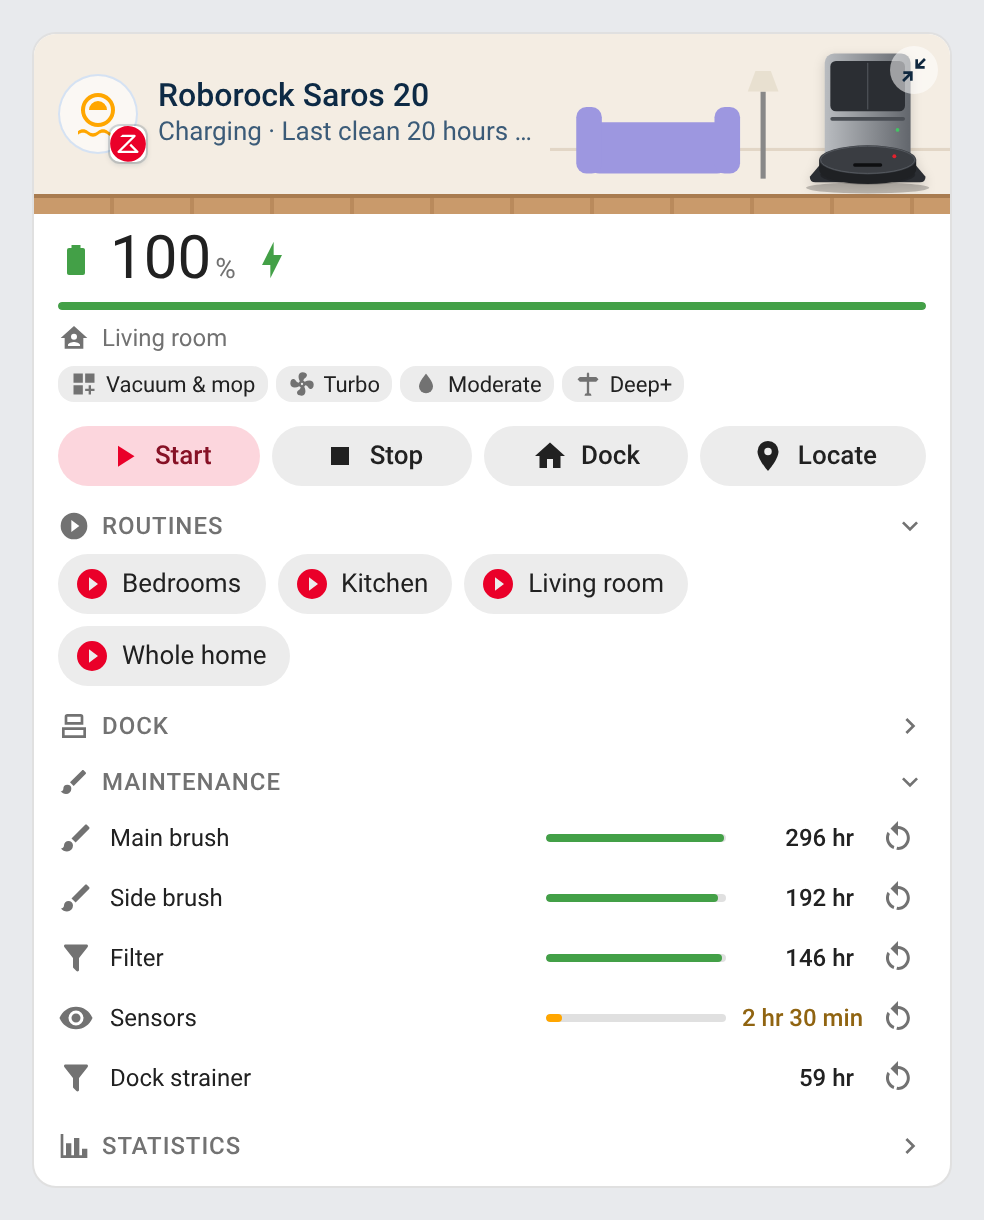 Roborock Saros 20
Charging · Last clean 20 hours ...
100 %
Living room
Vacuum & mop Turbo Moderate Deep+
Start Stop Dock Locate
ROUTINES
Bedrooms Kitchen Living room
Whole home
DOCK
MAINTENANCE
Main brush 296 hr
Side brush 192 hr
Filter 146 hr
Sensors 2 hr 30 min
Dock strainer 59 hr
STATISTICS